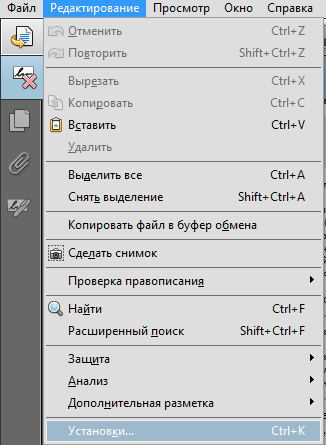 Файл Редактирование Просмотр Окно Справка
Отменить Ctrl+Z
Повторить Shift+Ctrl+Z
Вырезать Ctrl+X
Копировать Ctrl+C
Вставить Ctrl+V
Удалить
Выделить все Ctrl+A
Снять выделение Shift+Ctrl+A
Копировать файл в буфер обмена
Сделать снимок
Проверка правописания
Найти Ctrl+F
Расширенный поиск Shift+Ctrl+F
Защита
Анализ
Дополнительная разметка
Установки... Ctrl+K